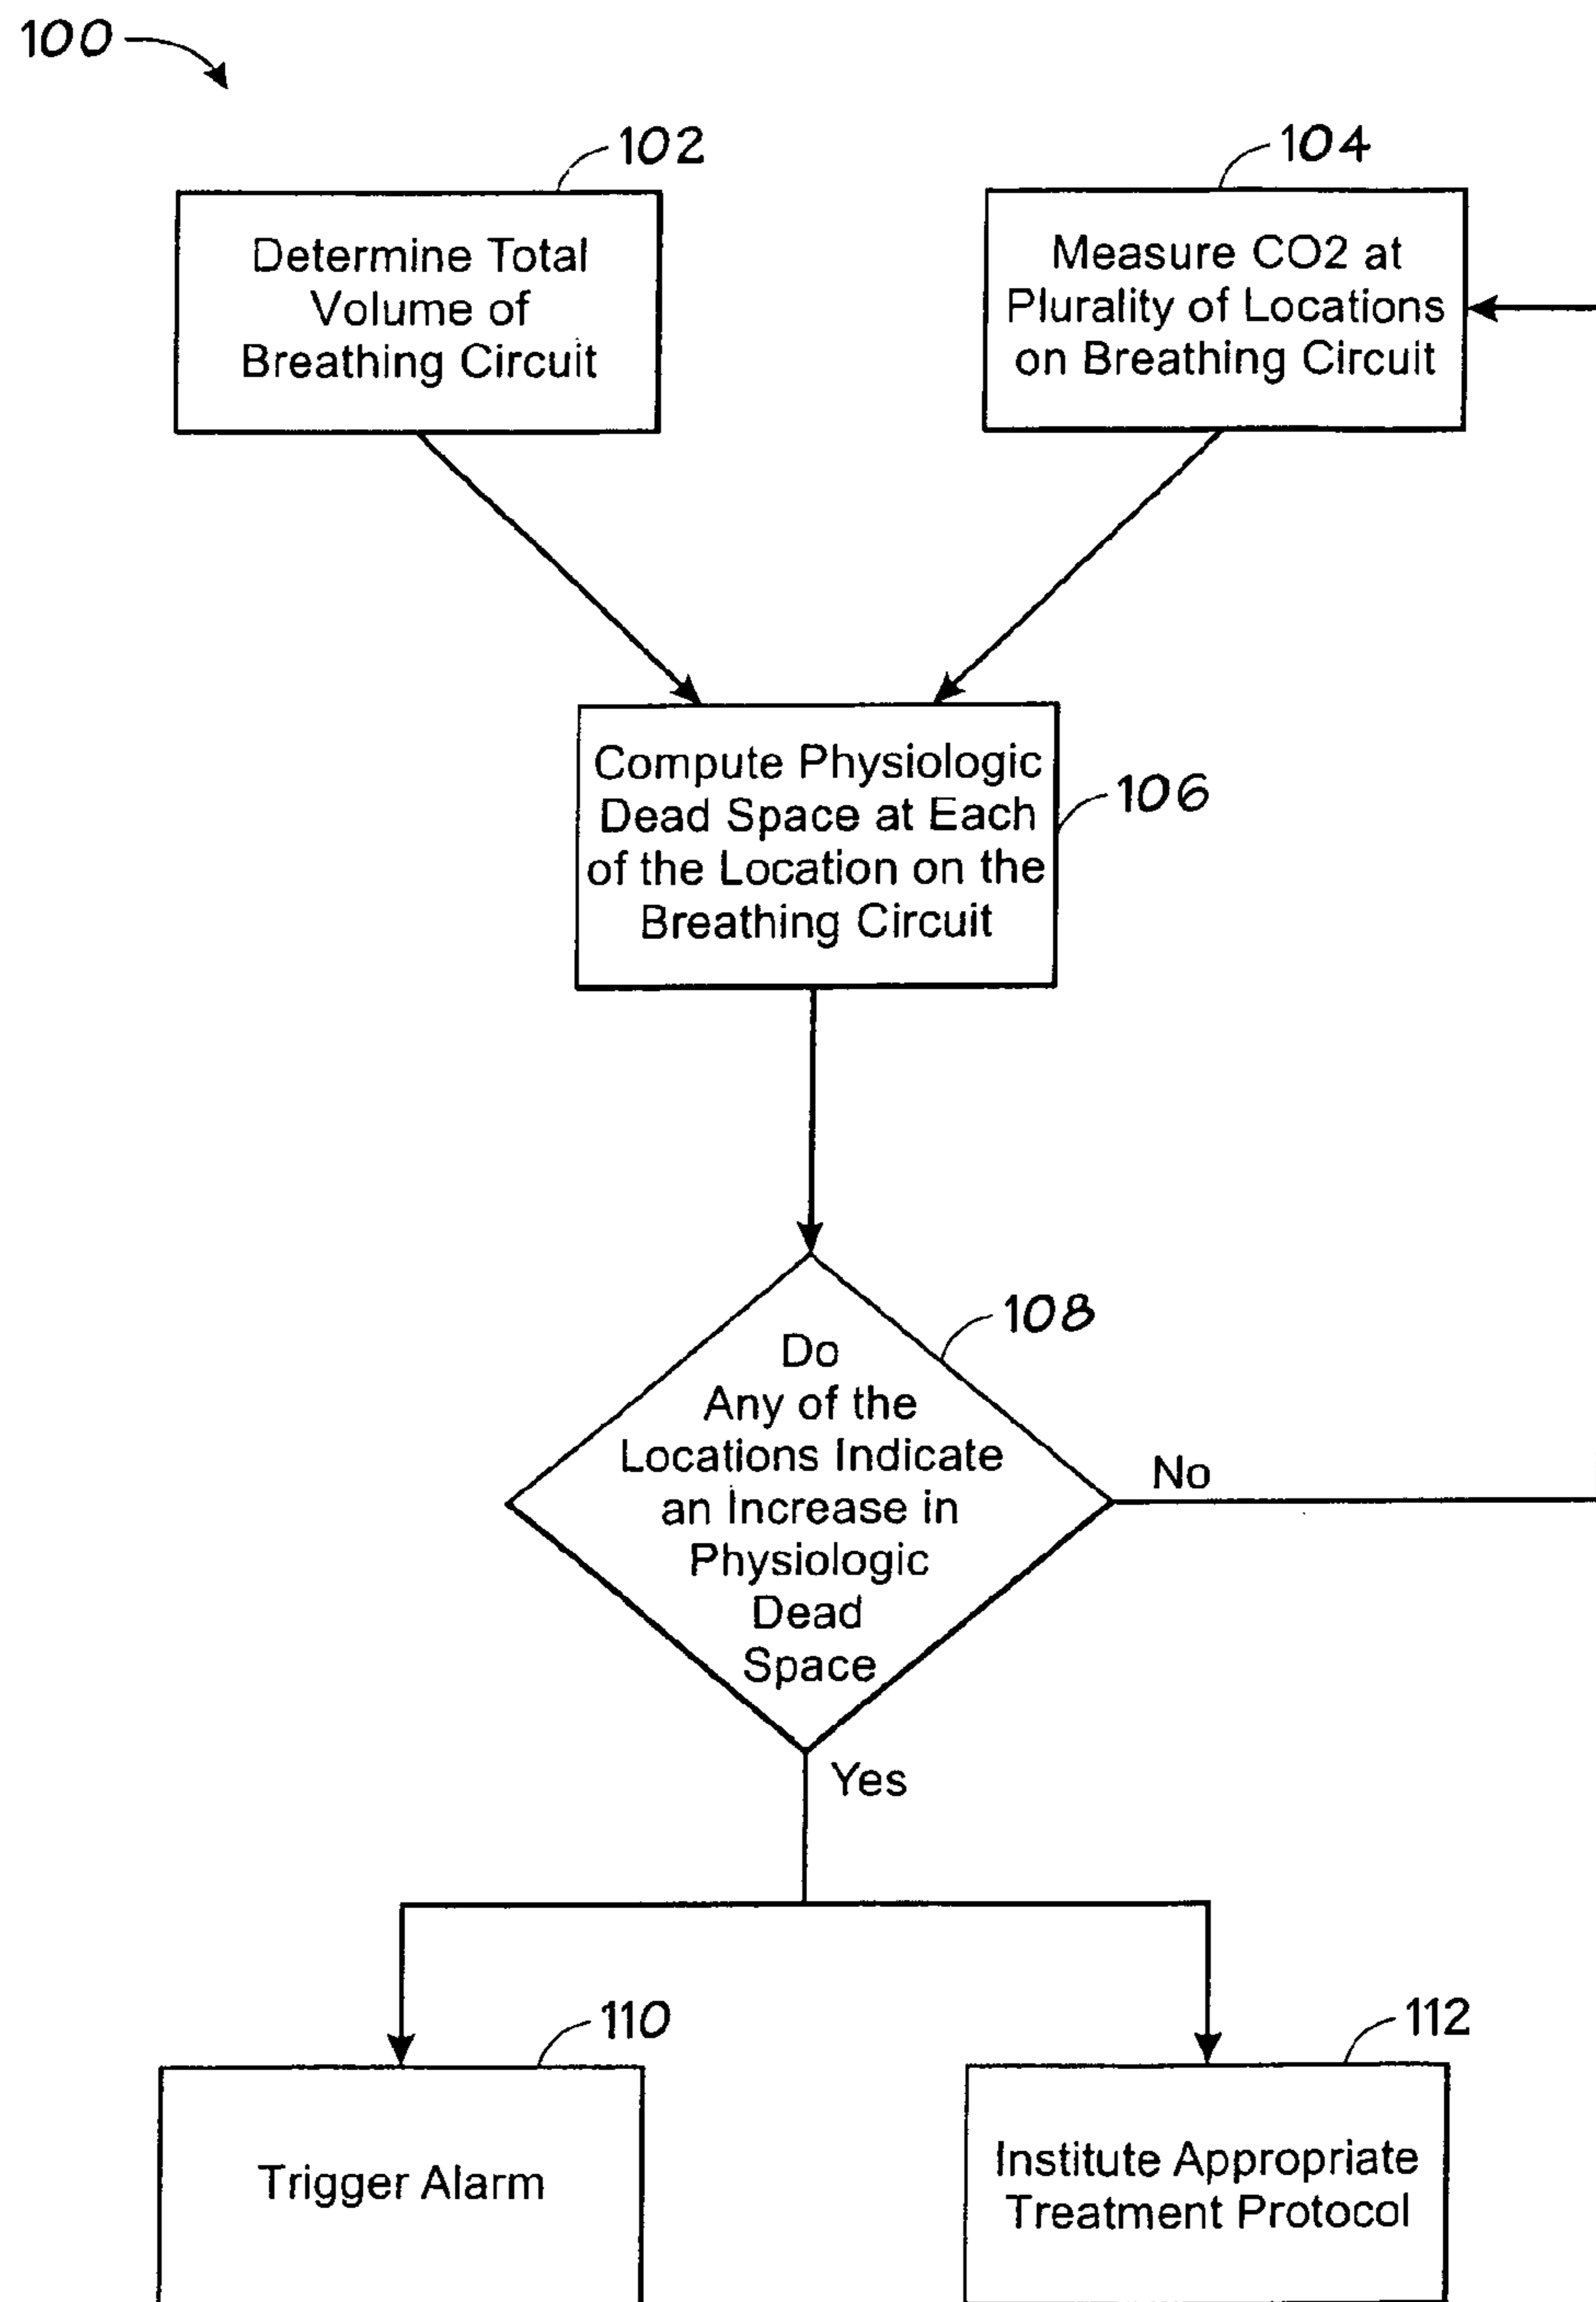 100
102
104
Determine Total
Volume of
Breathing Circuit
Measure CO2 at
Plurality of Locations
on Breathing Circuit
Compute Physiologic
Dead Space at Each
of the Location on the
Breathing Circuit
106
108
Do
Any of the
Locations Indicate
an Increase in
Physiologic
Dead
Space
No
Yes
110
112
Trigger Alarm
Institute Appropriate
Treatment Protocol